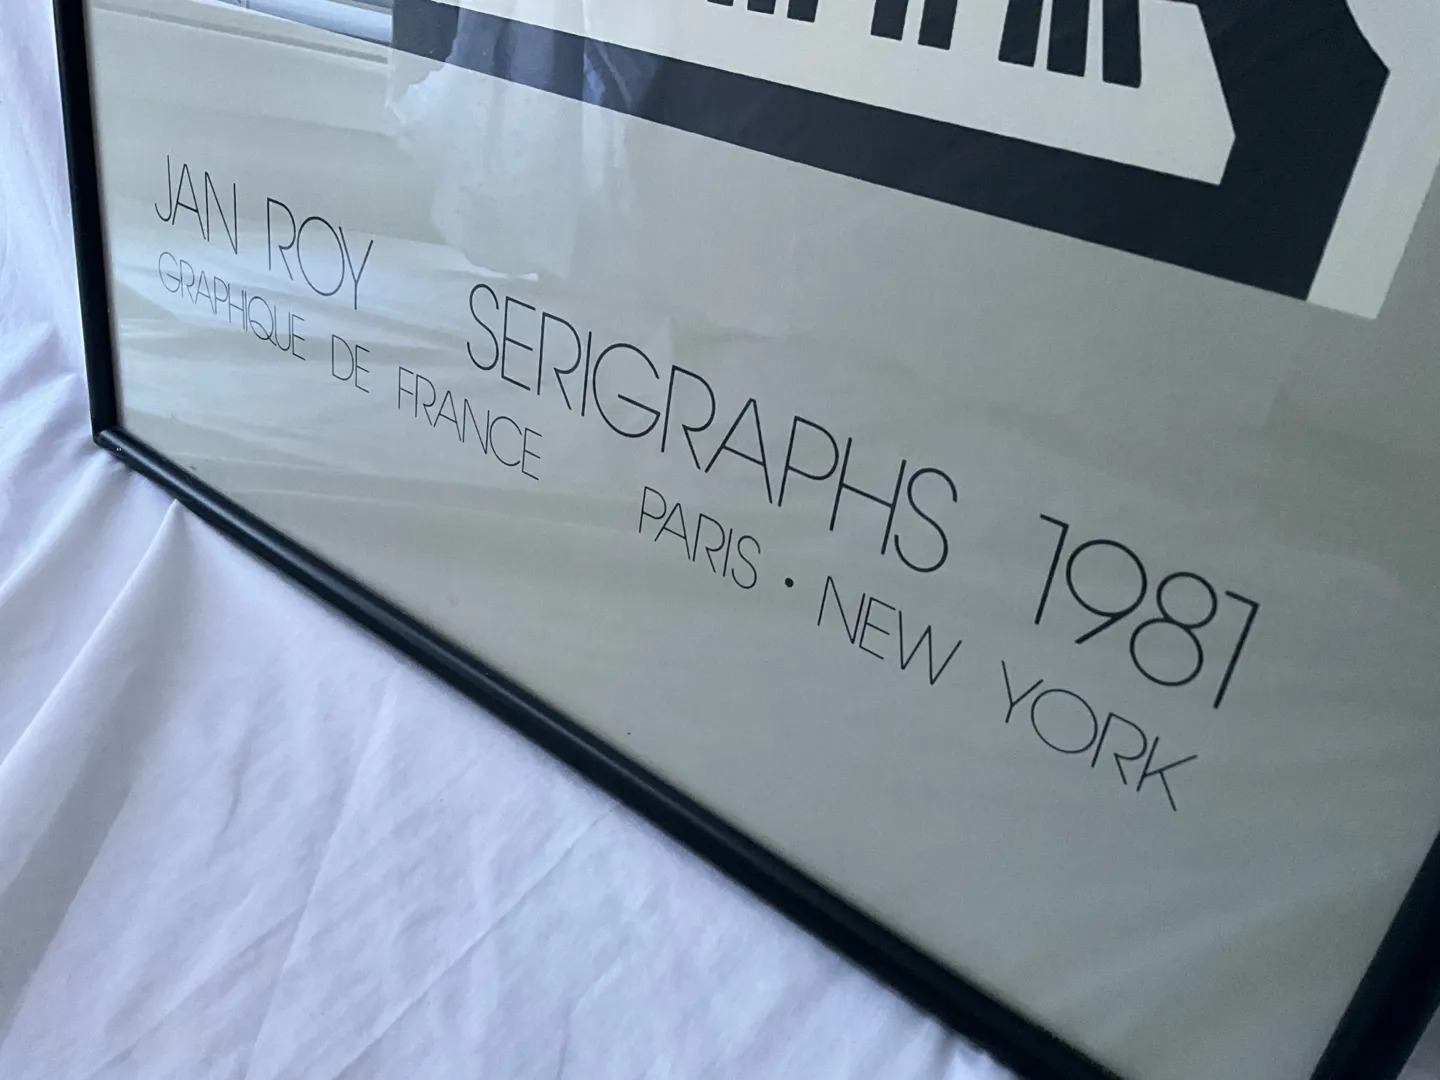 JAN ROY SERIGRAPHS 1981
GRAPHIQUE DE FRANCE PARIS • NEW YORK